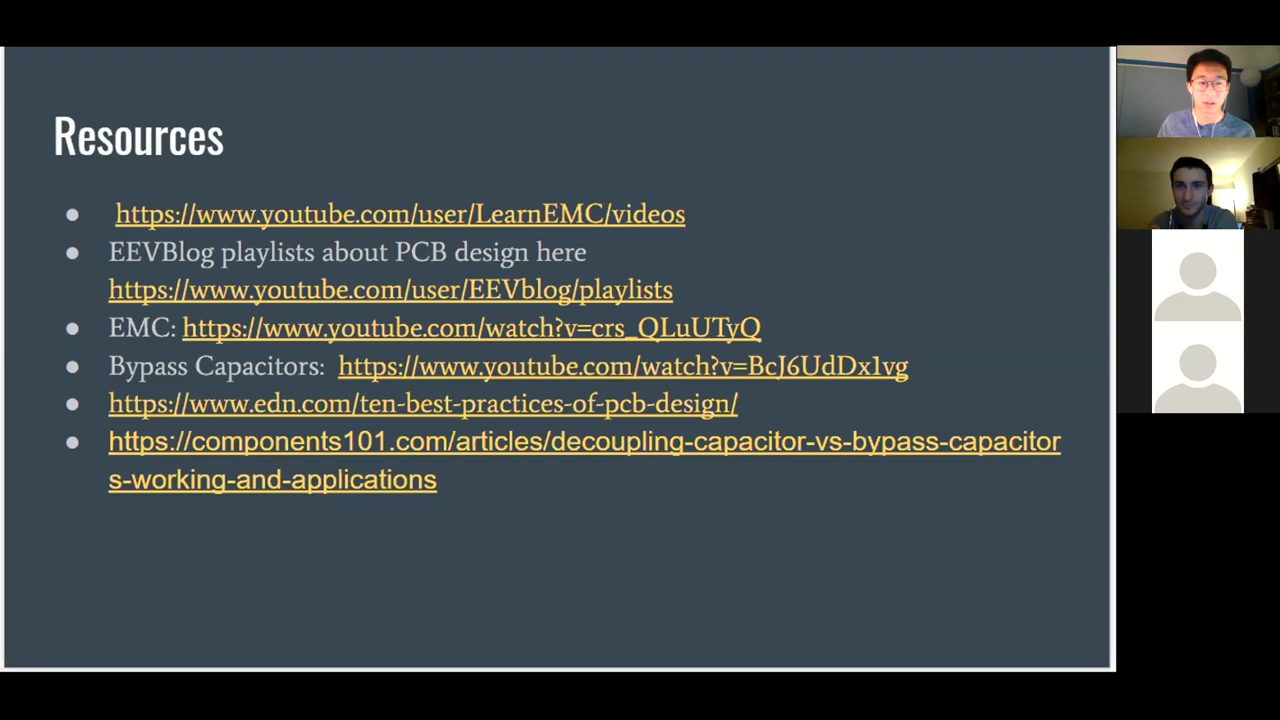 Resources
● https://www.youtube.com/user/LearnEMC/videos
● EEVBlog playlists about PCB design here
https://www.youtube.com/user/EEVblog/playlists
● EMC: https://www.youtube.com/watch?v=crs_QLuUTyQ
● Bypass Capacitors: https://www.youtube.com/watch?v=BcJ6UdDx1vg
● https://www.edn.com/ten-best-practices-of-pcb-design/
● https://components101.com/articles/decoupling-capacitor-vs-bypass-capacitor
s-working-and-applications